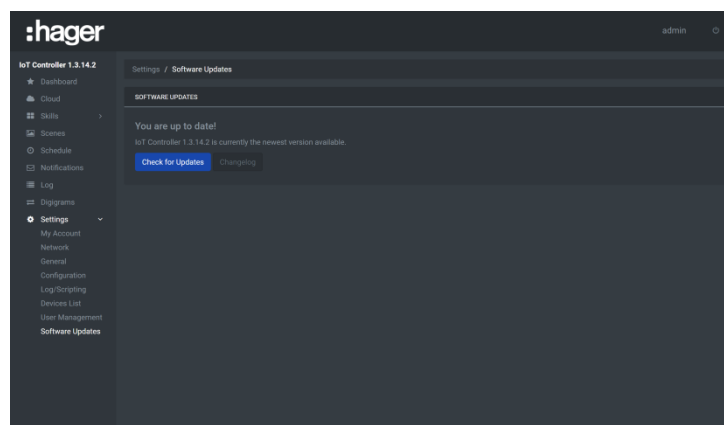 :hager
admin
IoT Controller 1.3.14.2
Dashboard
Cloud
Skills
Scenes
Schedule
Notifications
Log
Digigrams
Settings
My Account
Network
General
Configuration
Log/Scripting
Devices List
User Management
Software Updates
Settings / Software Updates
SOFTWARE UPDATES
You are up to date!
IoT Controller 1.3.14.2 is currently the newest version available.
Check for Updates Changelog